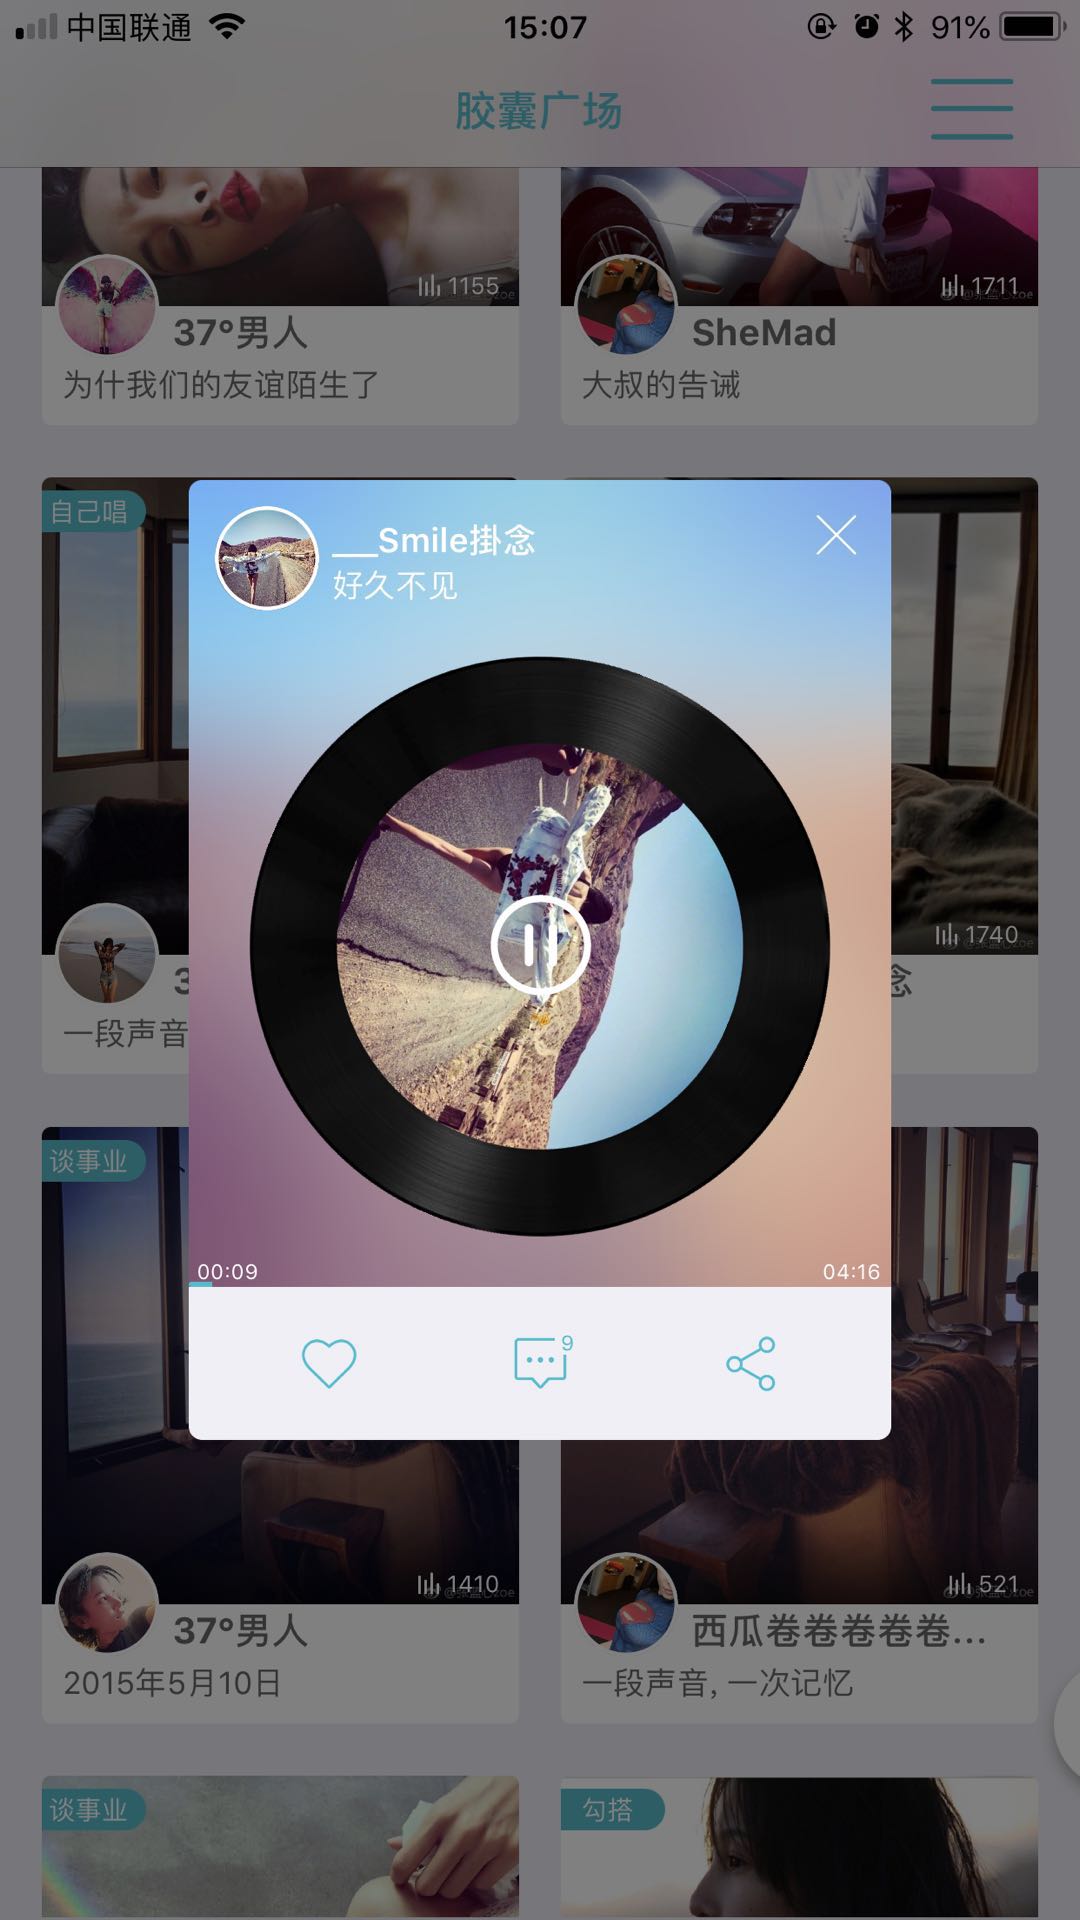 中国联通
15:07
91%
胶囊广场
1155
1711
37°男人
SheMad
为什我们的友谊陌生了
大叔的告诫
自己唱
___Smile掛念
好久不见
1740
3
念
一段声音
谈事业
00:09
04:16
9
1410
521
37°男人
西瓜卷卷卷卷卷...
2015年5月10日
一段声音, 一次记忆
谈事业
勾搭